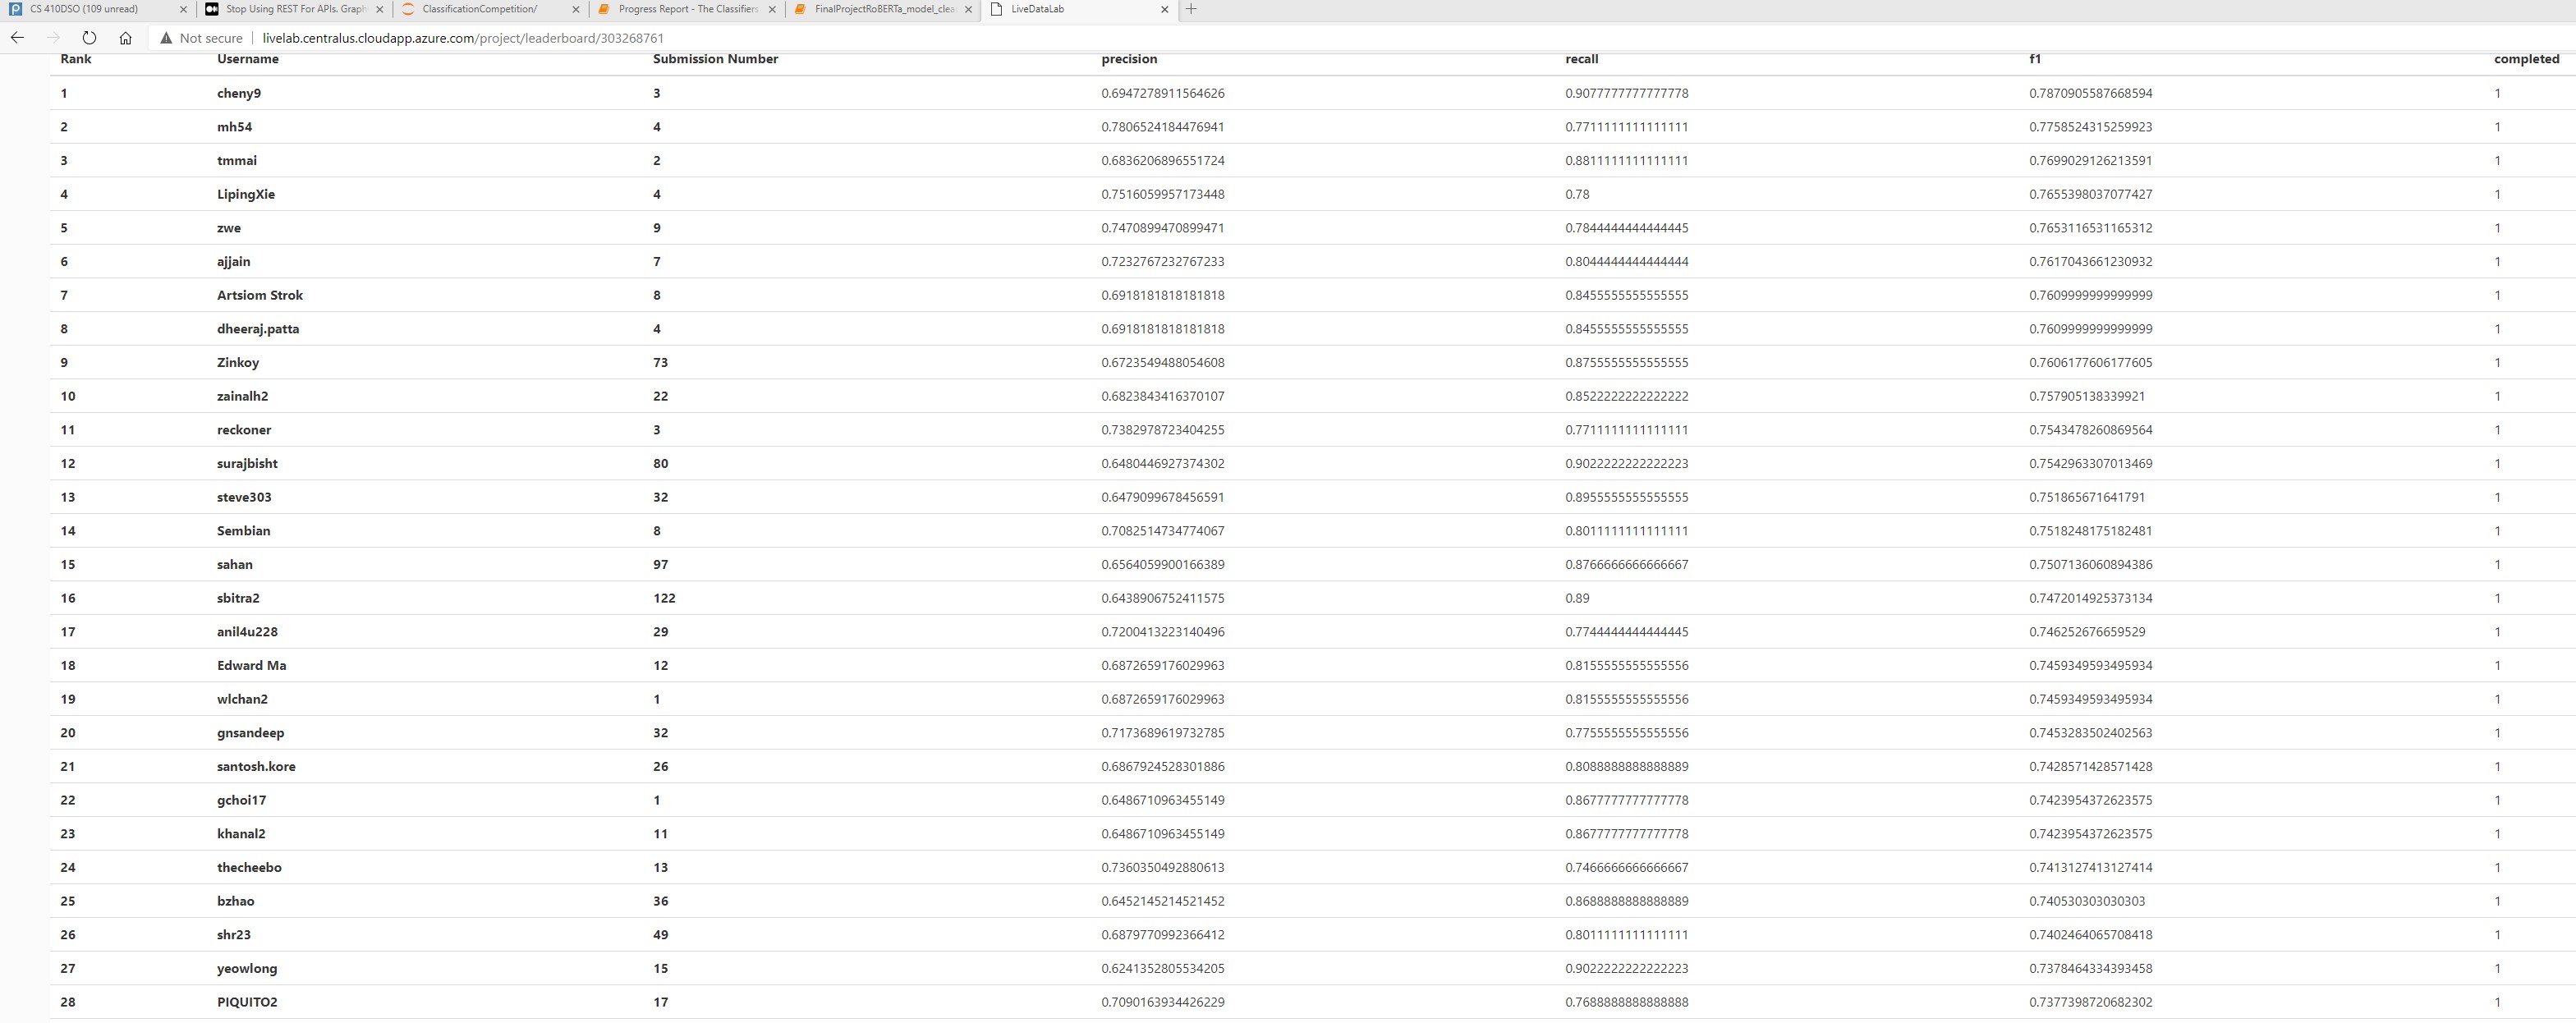 CS 410DSO (109 unread) Stop Using REST For APIs. Graph ClassificationCompetition/ Progress Report - The Classifiers FinalProjectRoBERTa_model_clea LiveDataLab
Not secure livelab.centralus.cloudapp.azure.com/project/leaderboard/303268761
Rank Username Submission Number precision recall f1 completed
1 cheny9 3 0.6947278911564626 0.9077777777777778 0.7870905587668594 1
2 mh54 4 0.7806524184476941 0.7711111111111111 0.7758524315259923 1
3 tmmai 2 0.6836206896551724 0.8811111111111111 0.7699029126213591 1
4 LipingXie 4 0.7516059957173448 0.78 0.7655398037077427 1
5 zwe 9 0.7470899470899471 0.7844444444444445 0.7653116531165312 1
6 ajjain 7 0.7232767232767233 0.8044444444444444 0.7617043661230932 1
7 Artsiom Strok 8 0.6918181818181818 0.8455555555555555 0.7609999999999999 1
8 dheeraj.patta 4 0.6918181818181818 0.8455555555555555 0.7609999999999999 1
9 Zinkoy 73 0.6723549488054608 0.8755555555555555 0.7606177606177605 1
10 zainalh2 22 0.6823843416370107 0.8522222222222222 0.757905138339921 1
11 reckoner 3 0.7382978723404255 0.7711111111111111 0.7543478260869564 1
12 surajbisht 80 0.6480446927374302 0.9022222222222223 0.7542963307013469 1
13 steve303 32 0.6479099678456591 0.8955555555555555 0.751865671641791 1
14 Sembian 8 0.7082514734774067 0.8011111111111111 0.7518248175182481 1
15 sahan 97 0.6564059900166389 0.8766666666666667 0.7507136060894386 1
16 sbitra2 122 0.6438906752411575 0.89 0.7472014925373134 1
17 anil4u228 29 0.7200413223140496 0.7744444444444445 0.746252676659529 1
18 Edward Ma 12 0.6872659176029963 0.8155555555555556 0.7459349593495934 1
19 wlchan2 1 0.6872659176029963 0.8155555555555556 0.7459349593495934 1
20 gnsandeep 32 0.7173689619732785 0.7755555555555556 0.7453283502402563 1
21 santosh.kore 26 0.6867924528301886 0.8088888888888889 0.7428571428571428 1
22 gchoi17 1 0.6486710963455149 0.8677777777777778 0.7423954372623575 1
23 khanal2 11 0.6486710963455149 0.8677777777777778 0.7423954372623575 1
24 thecheebo 13 0.7360350492880613 0.7466666666666667 0.7413127413127414 1
25 bzhao 36 0.6452145214521452 0.8688888888888889 0.740530303030303 1
26 shr23 49 0.6879770992366412 0.8011111111111111 0.7402464065708418 1
27 yeowlong 15 0.6241352805534205 0.9022222222222223 0.7378464334393458 1
28 PIQUITO2 17 0.7090163934426229 0.7688888888888888 0.7377398720682302 1